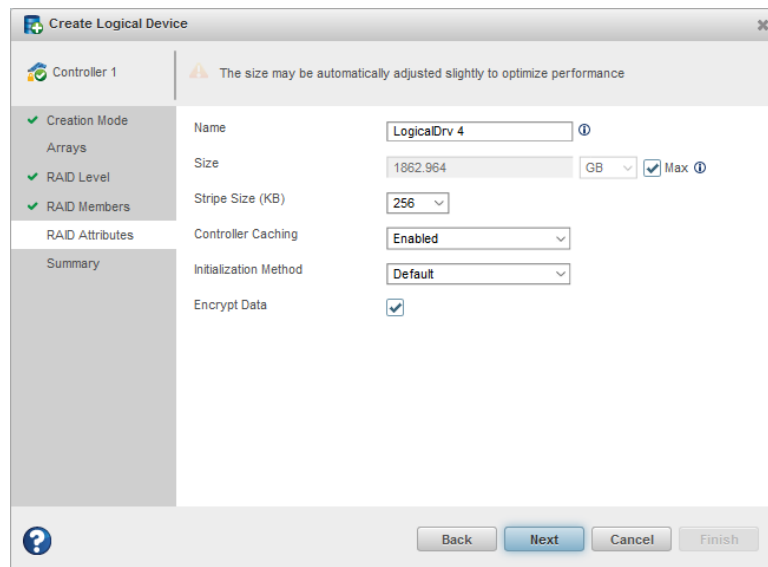 Create Logical Device
Controller 1
The size may be automatically adjusted slightly to optimize performance
Creation Mode
Arrays
RAID Level
RAID Members
RAID Attributes
Summary
Name LogicalDrv 4
Size 1862.964 GB Max
Stripe Size (KB) 256
Controller Caching Enabled
Initialization Method Default
Encrypt Data
Back Next Cancel Finish